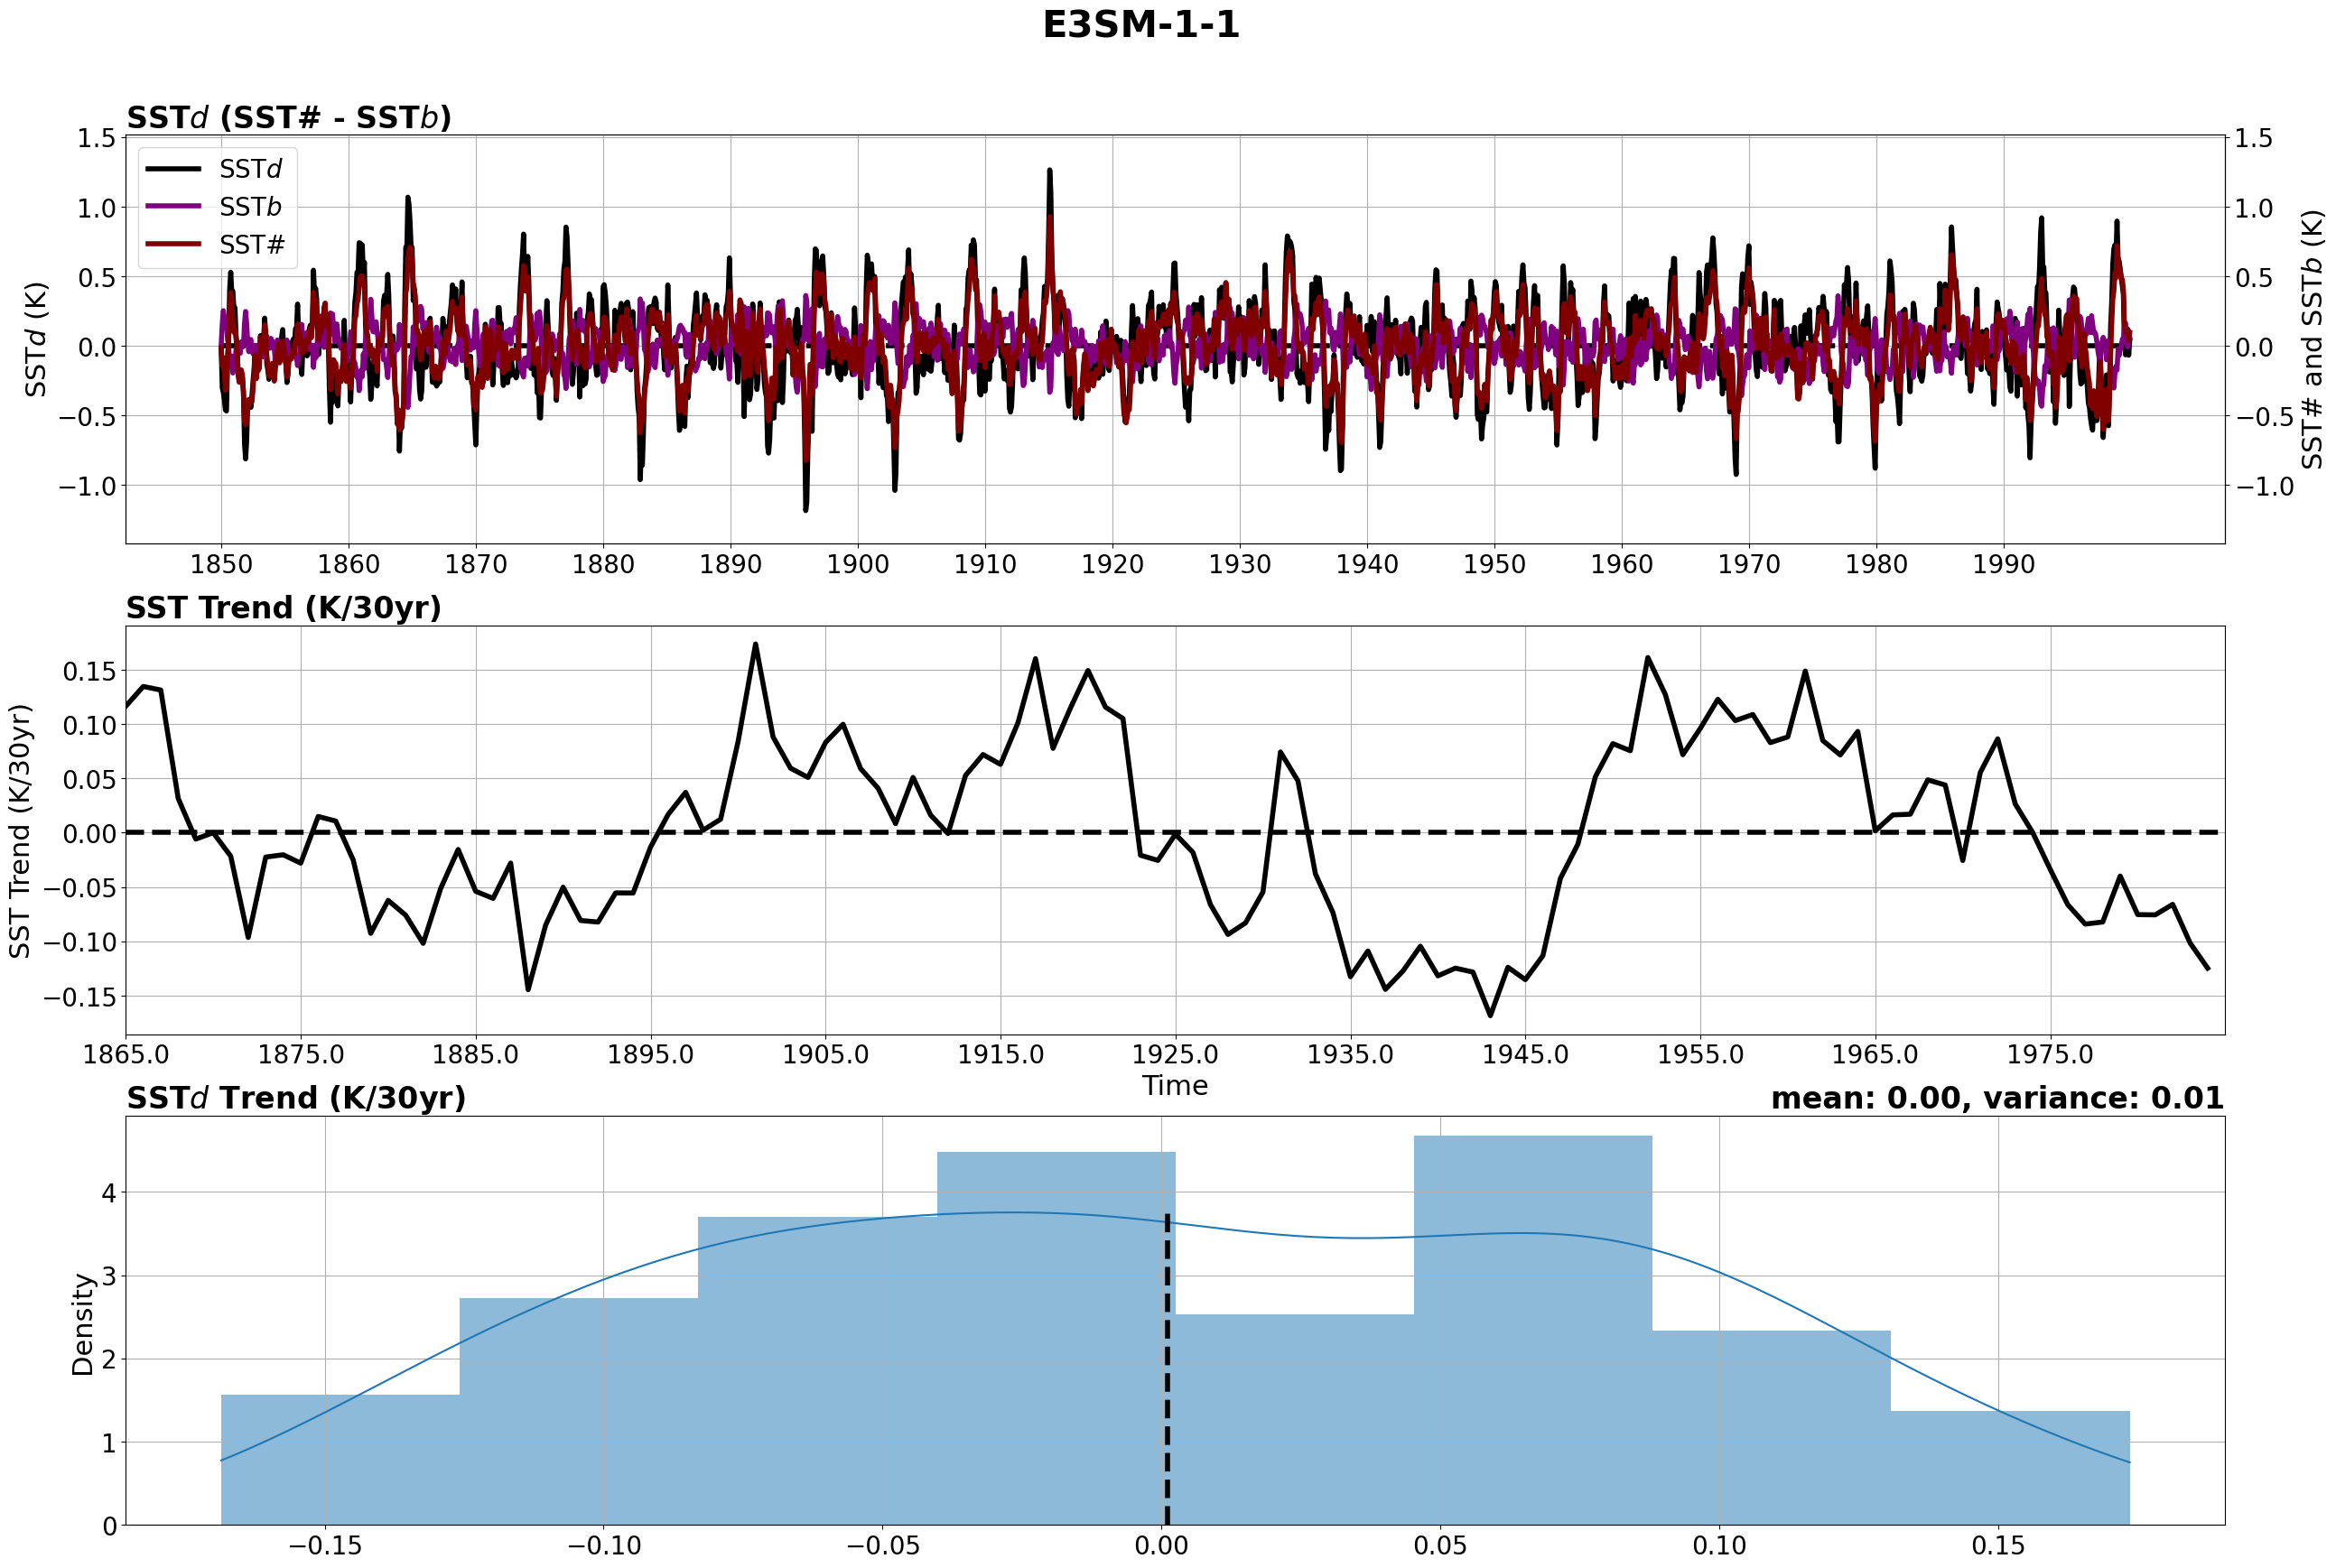 E3SM-1-1
SSTd (SST# - SSTb)
SSTd (K)
1.5
1.0
0.5
0.0
−0.5
−1.0
SSTd
SSTb
SST#
1.5
1.0
0.5
0.0
−0.5
−1.0
SST# and SSTb (K)
1850 1860 1870 1880 1890 1900 1910 1920 1930 1940 1950 1960 1970 1980 1990
SST Trend (K/30yr)
SST Trend (K/30yr)
0.15
0.10
0.05
0.00
−0.05
−0.10
−0.15
1865.0 1875.0 1885.0 1895.0 1905.0 1915.0 1925.0 1935.0 1945.0 1955.0 1965.0 1975.0
Time
SSTd Trend (K/30yr) mean: 0.00, variance: 0.01
Density
4
3
2
1
0
−0.15 −0.10 −0.05 0.00 0.05 0.10 0.15